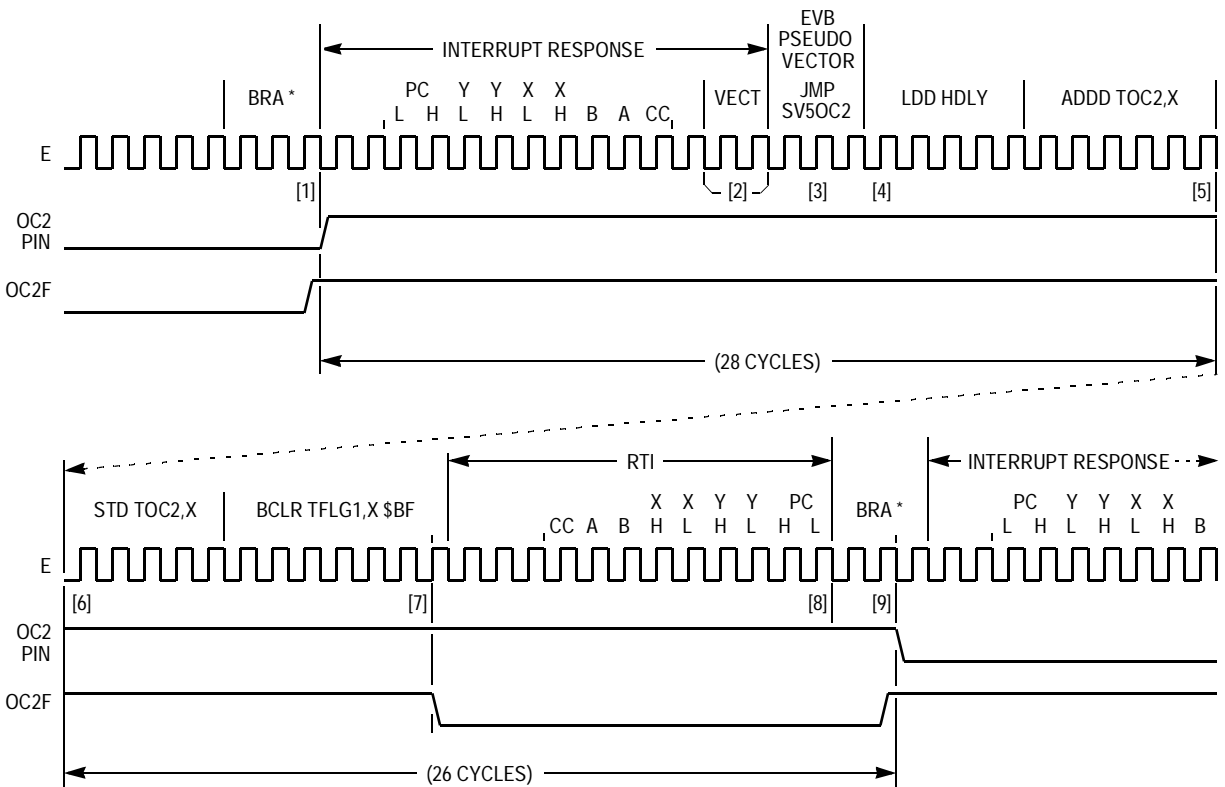 EVB
PSEUDO
VECTOR
INTERRUPT RESPONSE
BRA *
PC Y Y X X
L H L H L H B A CC
VECT
JMP
SV5OC2
LDD HDLY
ADDD TOC2,X
E
[1]
[2]
[3]
[4]
[5]
OC2
PIN
OC2F
(28 CYCLES)
RTI
INTERRUPT RESPONSE
STD TOC2,X
BCLR TFLG1,X $BF
X X Y Y PC
CC A B H L H L H L
BRA *
PC Y Y X X
L H L H L H B
E
[6]
[7]
[8]
[9]
OC2
PIN
OC2F
(26 CYCLES)